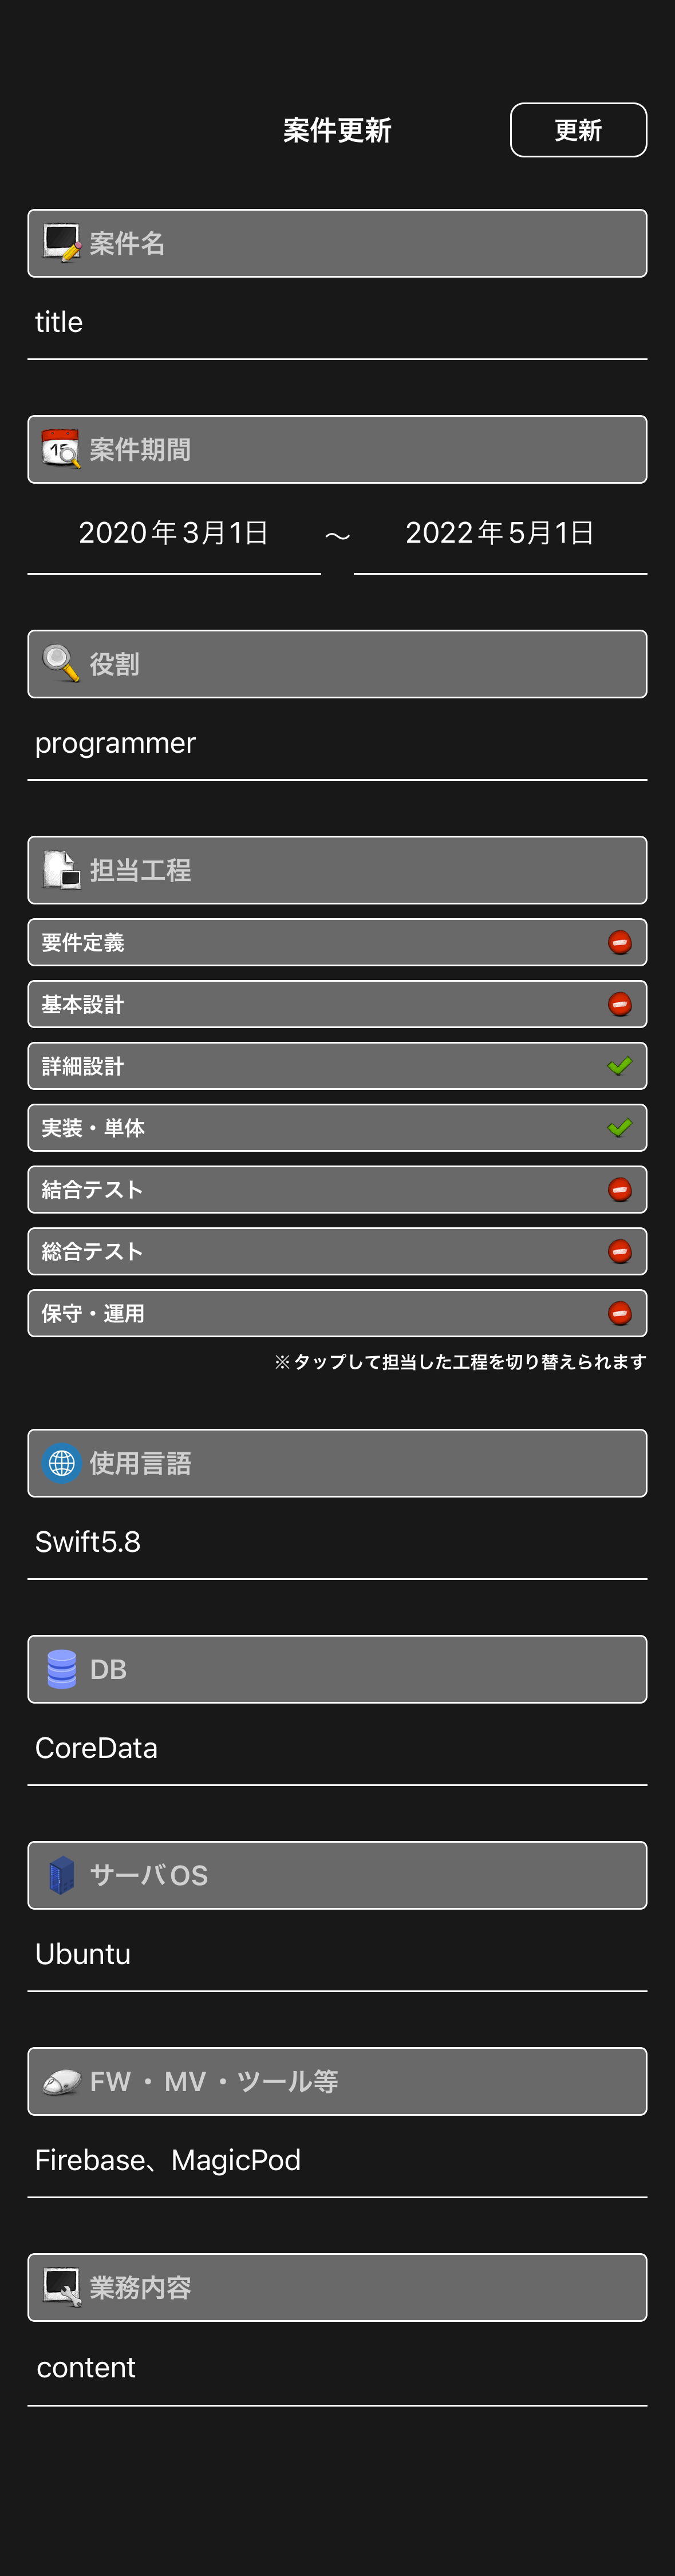 案件更新
更新
案件名
title
案件期間
2020年3月1日 ～ 2022年5月1日
役割
programmer
担当工程
要件定義
基本設計
詳細設計
実装・単体
結合テスト
総合テスト
保守・運用
※タップして担当した工程を切り替えられます
使用言語
Swift5.8
DB
CoreData
サーバOS
Ubuntu
FW・MV・ツール等
Firebase、MagicPod
業務内容
content